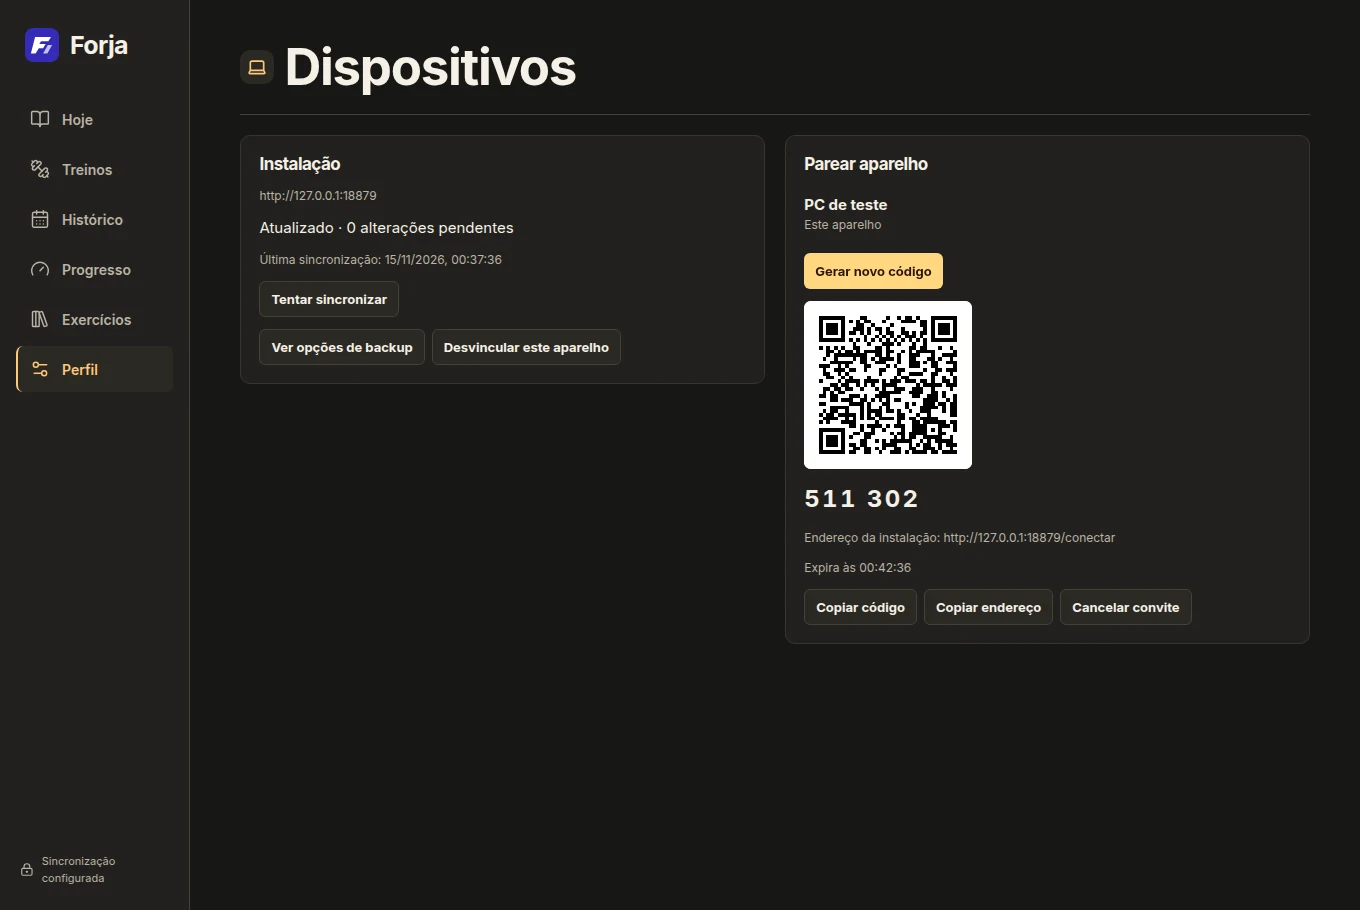 Forja
Hoje
Treinos
Histórico
Progresso
Exercícios
Perfil
Sincronização
configurada
Dispositivos
Instalação
http://127.0.0.1:18879
Atualizado · 0 alterações pendentes
Última sincronização: 15/11/2026, 00:37:36
Tentar sincronizar
Ver opções de backup
Desvincular este aparelho
Parear aparelho
PC de teste
Este aparelho
Gerar novo código
511 302
Endereço da instalação: http://127.0.0.1:18879/conectar
Expira às 00:42:36
Copiar código
Copiar endereço
Cancelar convite